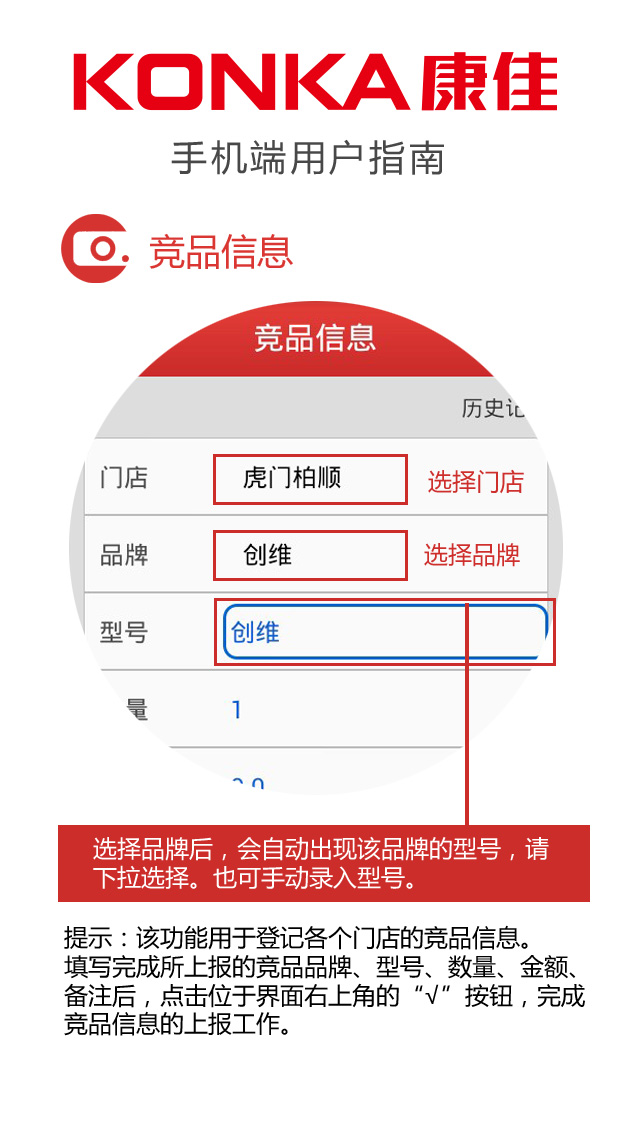 KONKA康佳
手机端用户指南
竞品信息
竞品信息
历史记
门店 虎门柏顺 选择门店
品牌 创维 选择品牌
型号 创维
量 1
选择品牌后，会自动出现该品牌的型号，请
下拉选择。也可手动录入型号。
提示：该功能用于登记各个门店的竞品信息。
填写完成所上报的竞品品牌、型号、数量、金额、
备注后，点击位于界面右上角的“√”按钮，完成
竞品信息的上报工作。